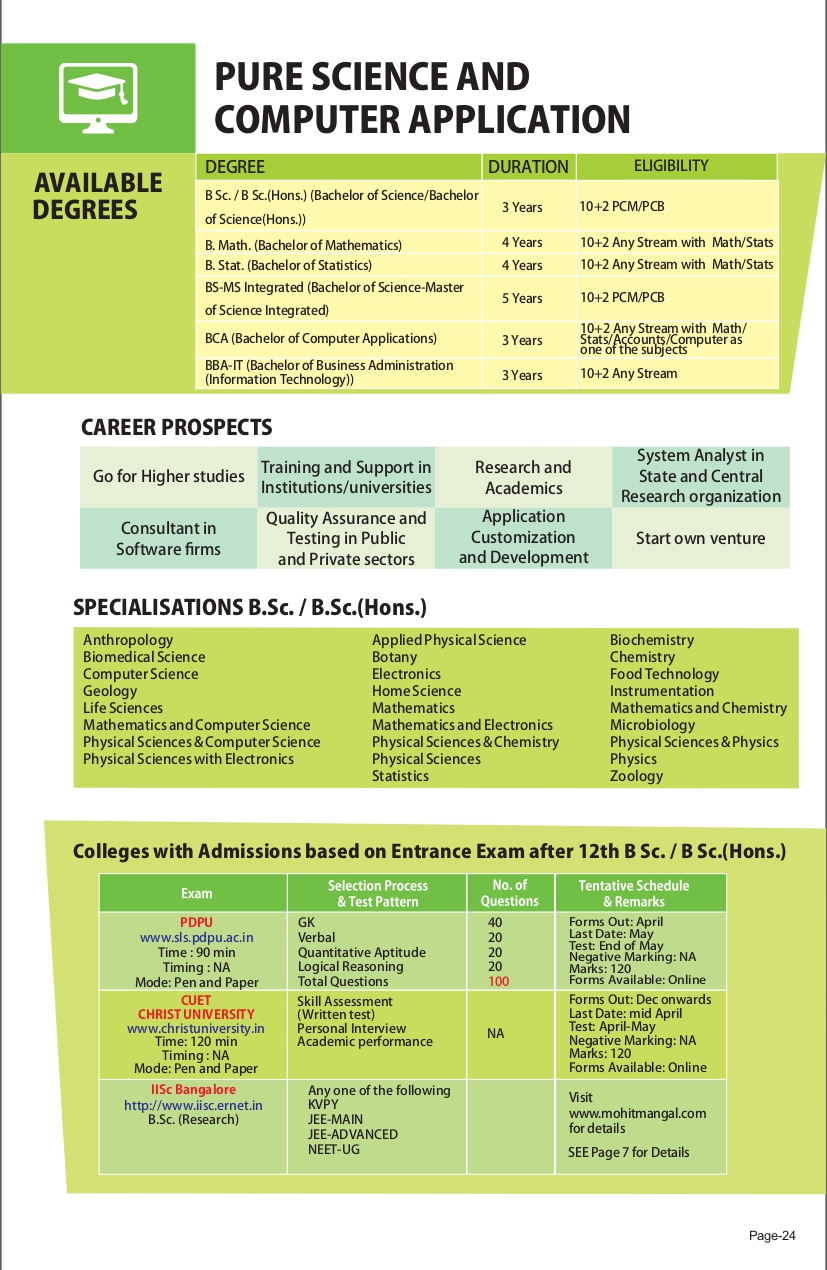 PURE SCIENCE AND
COMPUTER APPLICATION
AVAILABLE
DEGREES
DEGREE DURATION ELIGIBILITY
B Sc. / B Sc.(Hons.) (Bachelor of Science/Bachelor
of Science(Hons.))
3 Years
10+2 PCM/PCB
B. Math. (Bachelor of Mathematics) 4 Years 10+2 Any Stream with Math/Stats
B. Stat. (Bachelor of Statistics) 4 Years 10+2 Any Stream with Math/Stats
BS-MS Integrated (Bachelor of Science-Master
of Science Integrated)
5 Years
10+2 PCM/PCB
BCA (Bachelor of Computer Applications)
3 Years
10+2 Any Stream with Math/
Stats/Accounts/Computer as
one of the subjects
BBA-IT (Bachelor of Business Administration
(Information Technology))
3 Years
10+2 Any Stream
CAREER PROSPECTS
Go for Higher studies
Training and Support in
Institutions/universities
Research and
Academics
System Analyst in
State and Central
Research organization
Consultant in
Software firms
Quality Assurance and
Testing in Public
and Private sectors
Application
Customization
and Development
Start own venture
SPECIALISATIONS B.Sc. / B.Sc.(Hons.)
Anthropology
Biomedical Science
Computer Science
Geology
Life Sciences
Mathematics and Computer Science
Physical Sciences & Computer Science
Physical Sciences with Electronics
Applied Physical Science
Botany
Electronics
Home Science
Mathematics
Mathematics and Electronics
Physical Sciences & Chemistry
Physical Sciences
Statistics
Biochemistry
Chemistry
Food Technology
Instrumentation
Mathematics and Chemistry
Microbiology
Physical Sciences & Physics
Physics
Zoology
Colleges with Admissions based on Entrance Exam after 12th B Sc. / B Sc.(Hons.)
Exam
Selection Process
& Test Pattern
No. of
Questions
Tentative Schedule
& Remarks
PDPU
www.sls.pdpu.ac.in
Time : 90 min
Timing : NA
Mode: Pen and Paper
GK
Verbal
Quantitative Aptitude
Logical Reasoning
Total Questions
40
20
20
20
100
Forms Out: April
Last Date: May
Test: End of May
Negative Marking: NA
Marks: 120
Forms Available: Online
CUET
CHRIST UNIVERSITY
www.christuniversity.in
Time: 120 min
Timing : NA
Mode: Pen and Paper
Skill Assessment
(Written test)
Personal Interview
Academic performance
NA
Forms Out: Dec onwards
Last Date: mid April
Test: April-May
Negative Marking: NA
Marks: 120
Forms Available: Online
IISc Bangalore
http://www.iisc.ernet.in
B.Sc. (Research)
Any one of the following
KVPY
JEE-MAIN
JEE-ADVANCED
NEET-UG
Visit
www.mohitmangal.com
for details
SEE Page 7 for Details
Page-24